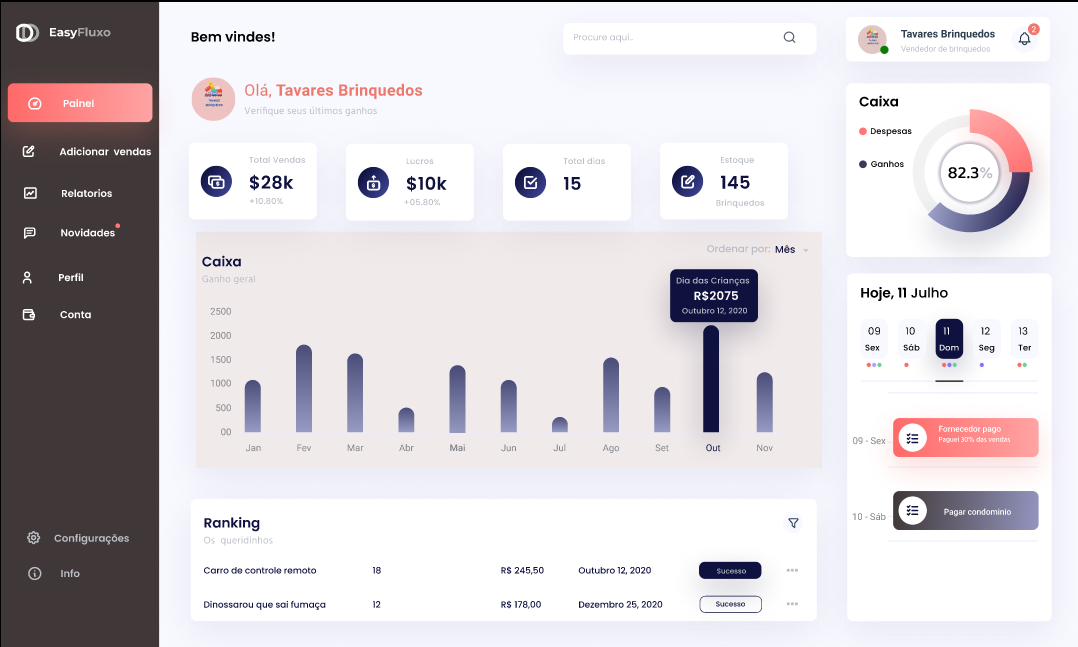 EasyFluxo
Painel
Adicionar vendas
Relatorios
Novidades
Perfil
Conta
Configurações
Info
Bem vindes!
Procure aqui..
Olá, Tavares Brinquedos
Verifique seus últimos ganhos
Total Vendas
$28k
+10.80%
Lucros
$10k
+05.80%
Total dias
15
Estoque
145
Brinquedos
Caixa
Ganho geral
Ordenar por: Mês
Dia das Crianças
R$2075
Outubro 12, 2020
2500
2000
1500
1000
500
00
Jan Fev Mar Abr Mai Jun Jul Ago Set Out Nov
Ranking
Os queridinhos
Carro de controle remoto 18 R$ 245,50 Outubro 12, 2020 Sucesso
Dinossarou que sai fumaça 12 R$ 178,00 Dezembro 25, 2020 Sucesso
Tavares Brinquedos
Vendedor de brinquedos
2
Caixa
Despesas
Ganhos
82.3%
Hoje, 11 Julho
09 10 11 12 13
Sex Sáb Dom Seg Ter
09 - Sex
Fornecedor pago
Paguei 30% das vendas
10 - Sáb
Pagar condominio